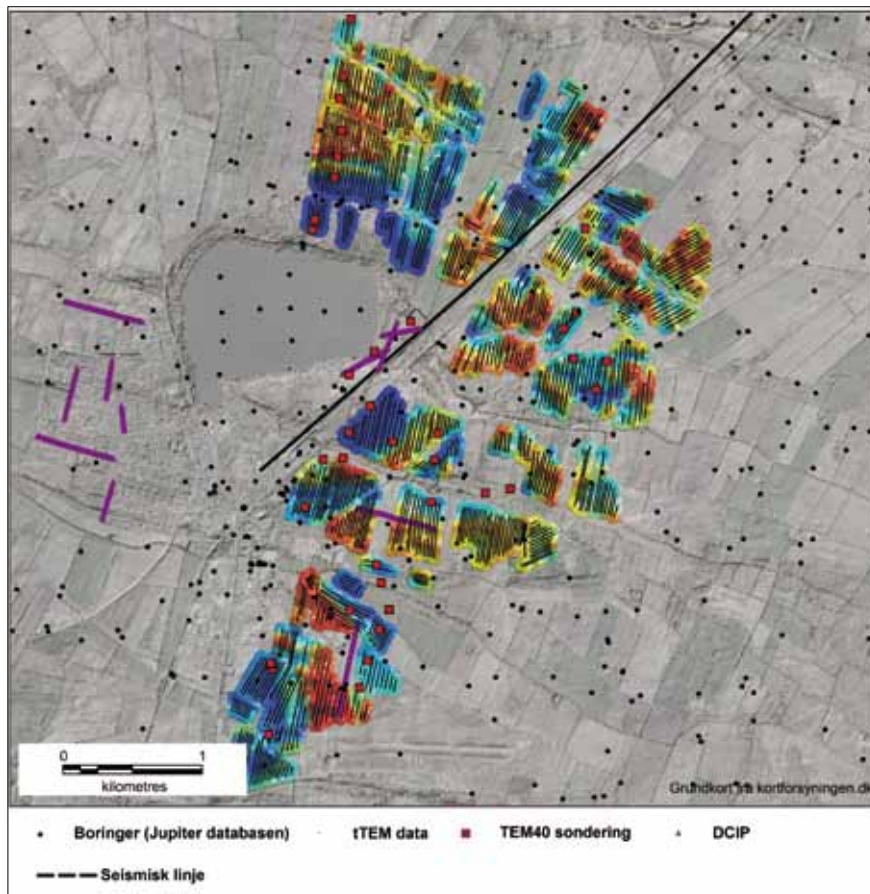 0 1
kilometres
Grundkort fra kortforsyningen.dk
Boringer (Jupiter databasen) tTEM data TEM40 sondering DCIP
Seismisk linje